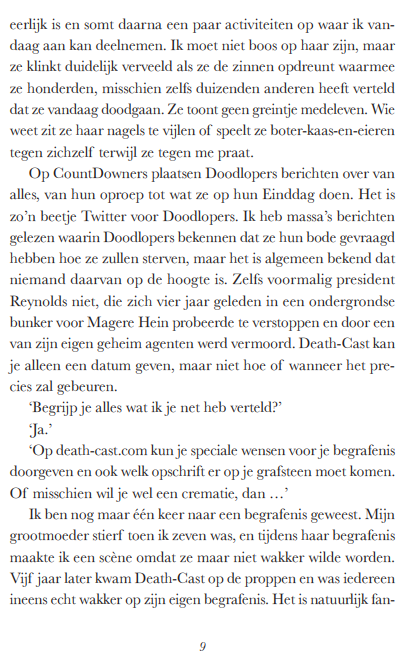 eerlijk is en somt daarna een paar activiteiten op waar ik van-
daag aan kan deelnemen. Ik moet niet boos op haar zijn, maar
ze klinkt duidelijk verveeld als ze de zinnen opdreunt waarmee
ze honderden, misschien zelfs duizenden anderen heeft verteld
dat ze vandaag doodgaan. Ze toont geen greintje medeleven. Wie
weet zit ze haar nagels te vijlen of speelt ze boter-kaas-en-eieren
tegen zichzelf terwijl ze tegen me praat.
Op CountDowners plaatsen Doodlopers berichten over van
alles, van hun oproep tot wat ze op hun Einddag doen. Het is
zo’n beetje Twitter voor Doodlopers. Ik heb massa’s berichten
gelezen waarin Doodlopers bekennen dat ze hun bode gevraagd
hebben hoe ze zullen sterven, maar het is algemeen bekend dat
niemand daarvan op de hoogte is. Zelfs voormalig president
Reynolds niet, die zich vier jaar geleden in een ondergrondse
bunker voor Magere Hein probeerde te verstoppen en door een
van zijn eigen geheim agenten werd vermoord. Death-Cast kan
je alleen een datum geven, maar niet hoe of wanneer het pre-
cies zal gebeuren.
‘Begrijp je alles wat ik je net heb verteld?’
‘Ja.’
‘Op death-cast.com kun je speciale wensen voor je begrafenis
doorgeven en ook welk opschrift er op je grafsteen moet komen.
Of misschien wil je wel een crematie, dan …’
Ik ben nog maar één keer naar een begrafenis geweest. Mijn
grootmoeder stierf toen ik zeven was, en tijdens haar begrafenis
maakte ik een scène omdat ze maar niet wakker wilde worden.
Vijf jaar later kwam Death-Cast op de proppen en was iedereen
ineens echt wakker op zijn eigen begrafenis. Het is natuurlijk fan-
9